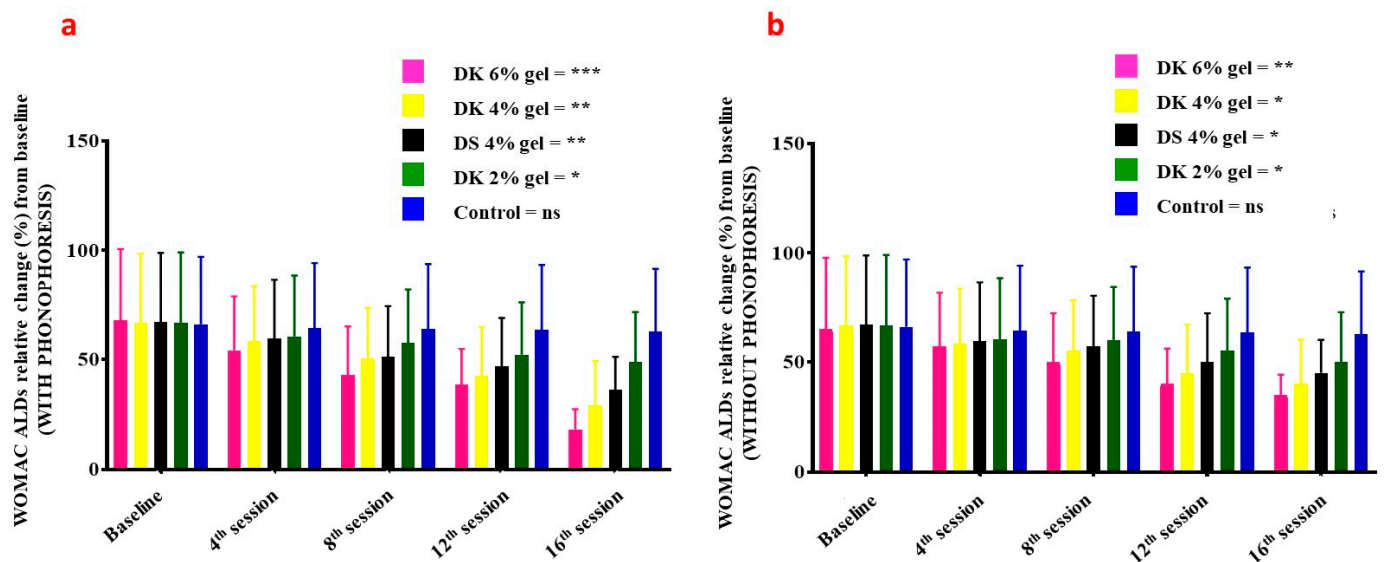 a
DK 6% gel = ***
DK 4% gel = **
DS 4% gel = **
DK 2% gel = *
Control = ns
WOMAC ALDs relative change (%) from baseline
(WITH PHONOPHORESIS)
150
100
50
0
Baseline
4th session
8th session
12th session
16th session
b
DK 6% gel = **
DK 4% gel = *
DS 4% gel = *
DK 2% gel = *
Control = ns
WOMAC ALDs relative change (%) from baseline
(WITHOUT PHONOPHORESIS)
150
100
50
0
Baseline
4th session
8th session
12th session
16th session